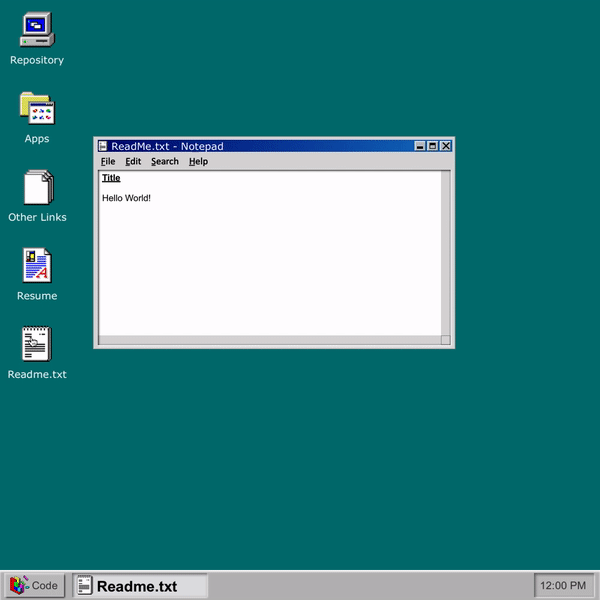 Repository
Apps
Other Links
Resume
Readme.txt
ReadMe.txt - Notepad
File Edit Search Help
Title
Hello World!
Code
Readme.txt
12:00 PM